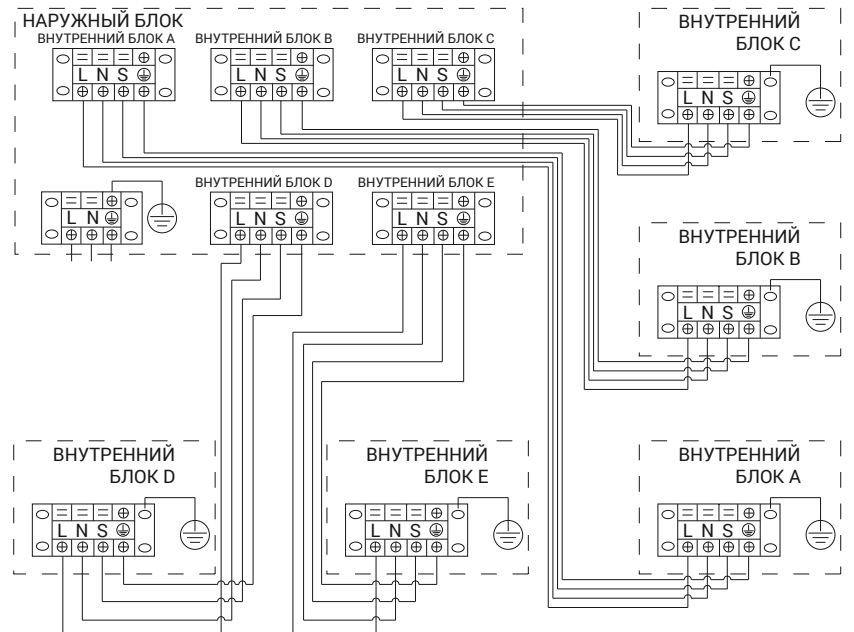 НАРУЖНЫЙ БЛОК
ВНУТРЕННИЙ БЛОК A
ВНУТРЕННИЙ БЛОК B
ВНУТРЕННИЙ БЛОК C
L N S
L N S
L N S
ВНУТРЕННИЙ
БЛОК C
L N S
ВНУТРЕННИЙ БЛОК D
ВНУТРЕННИЙ БЛОК E
L N
L N S
L N S
ВНУТРЕННИЙ
БЛОК B
L N S
ВНУТРЕННИЙ
БЛОК D
L N S
ВНУТРЕННИЙ
БЛОК E
L N S
ВНУТРЕННИЙ
БЛОК A
L N S